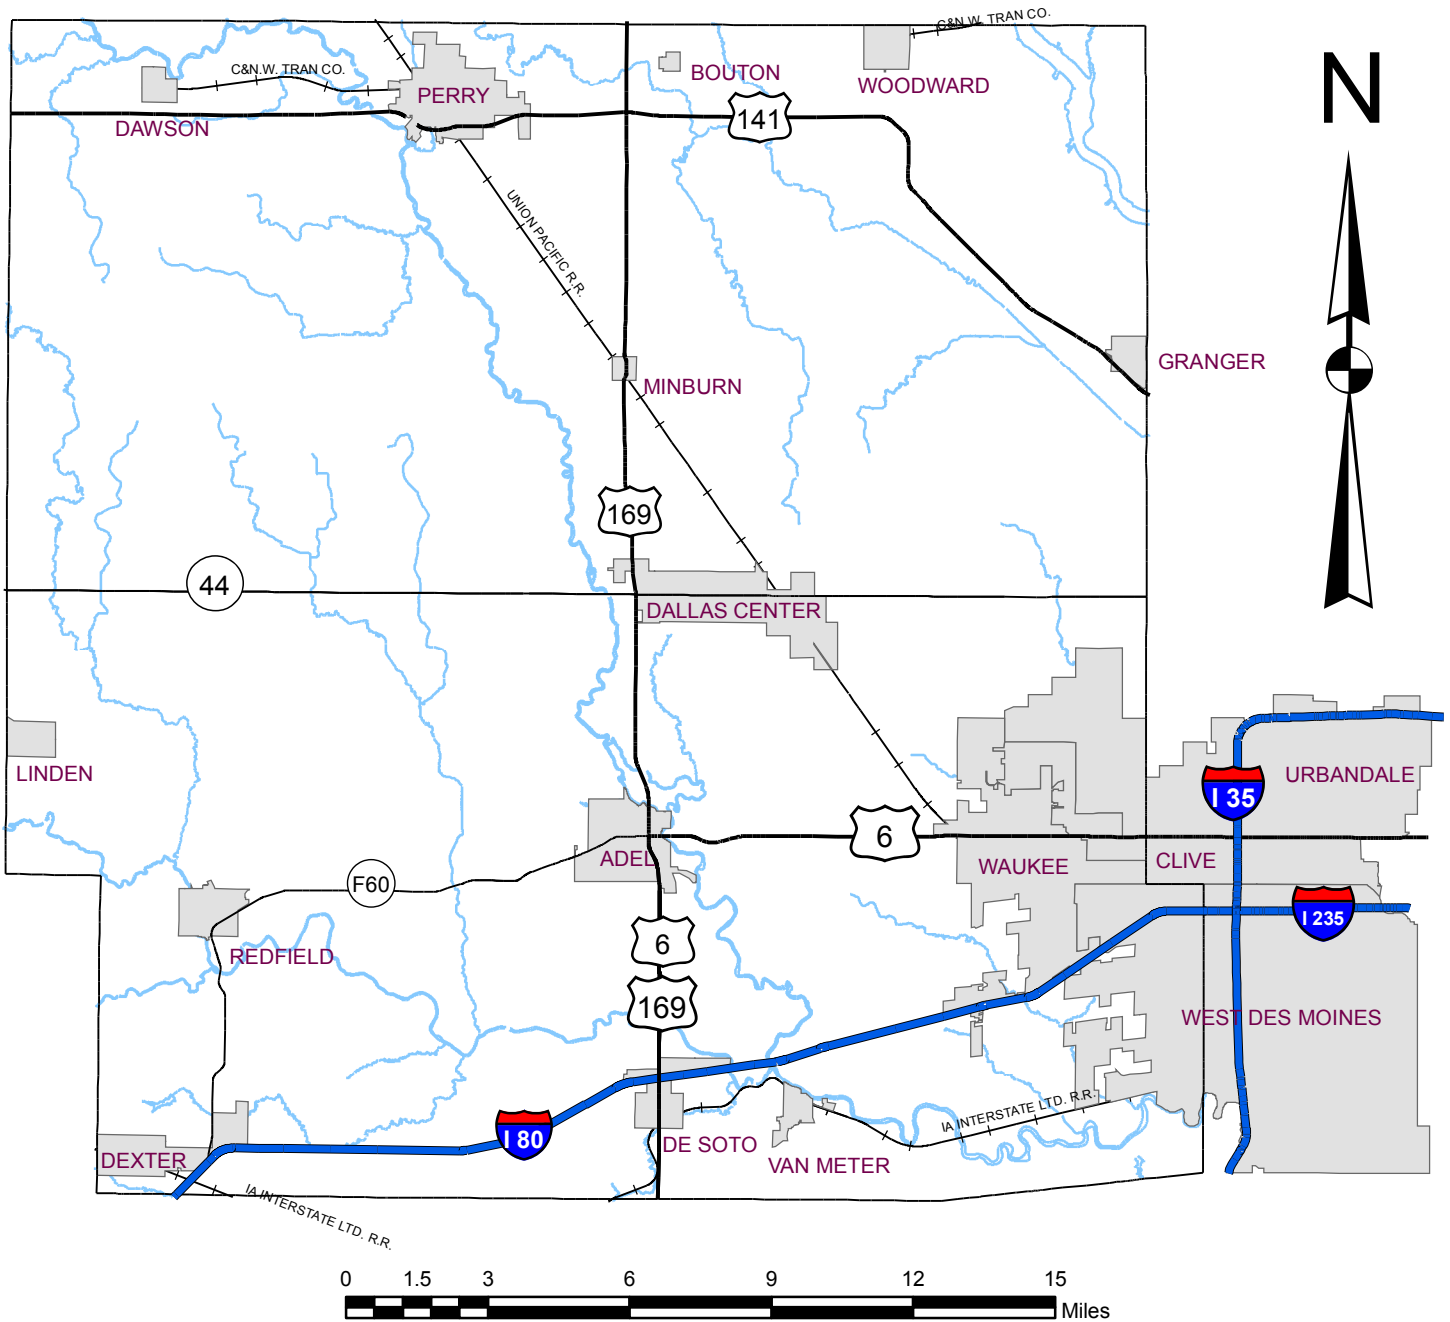 C&N W. TRAN CO.
N
C&N.W. TRAN CO.
BOUTON
WOODWARD
PERRY
DAWSON
141
UNION PACIFIC R.R.
GRANGER
MINBURN
169
44
DALLAS CENTER
LINDEN
URBANDALE
I 35
6
ADEL
WAUKEE
CLIVE
F60
I 235
6
REDFIELD
169
WEST DES MOINES
IA INTERSTATE LTD. R.R.
I 80
DE SOTO
DEXTER
VAN METER
IA INTERSTATE LTD. R.R.
0 1.5 3 6 9 12 15
Miles